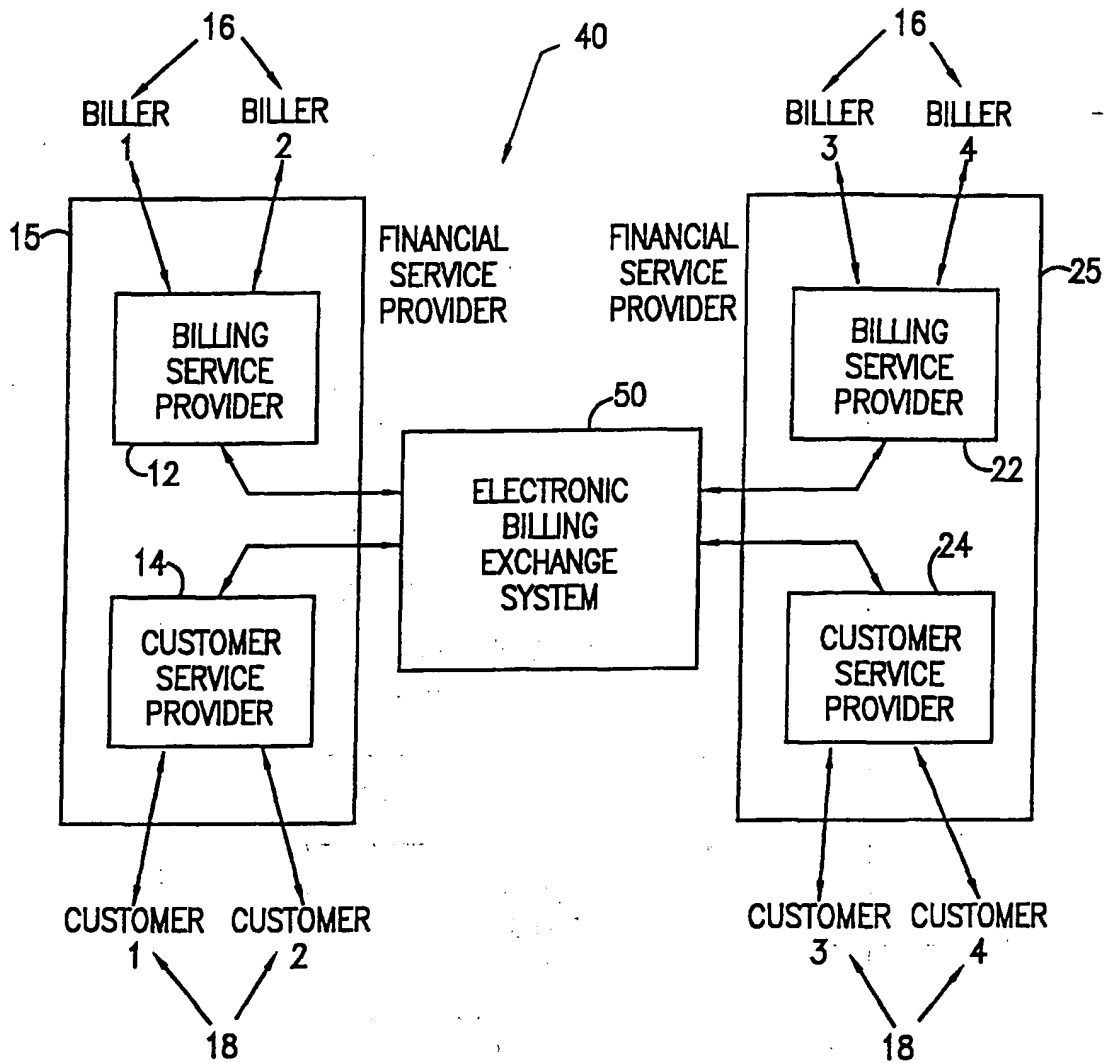 16
40
16
BILLER
1
BILLER
2
BILLER
3
BILLER
4
15
FINANCIAL
SERVICE
PROVIDER
FINANCIAL
SERVICE
PROVIDER
25
BILLING
SERVICE
PROVIDER
BILLING
SERVICE
PROVIDER
50
12
22
ELECTRONIC
BILLING
EXCHANGE
SYSTEM
14
24
CUSTOMER
SERVICE
PROVIDER
CUSTOMER
SERVICE
PROVIDER
CUSTOMER
1
CUSTOMER
2
CUSTOMER
3
CUSTOMER
4
18
18